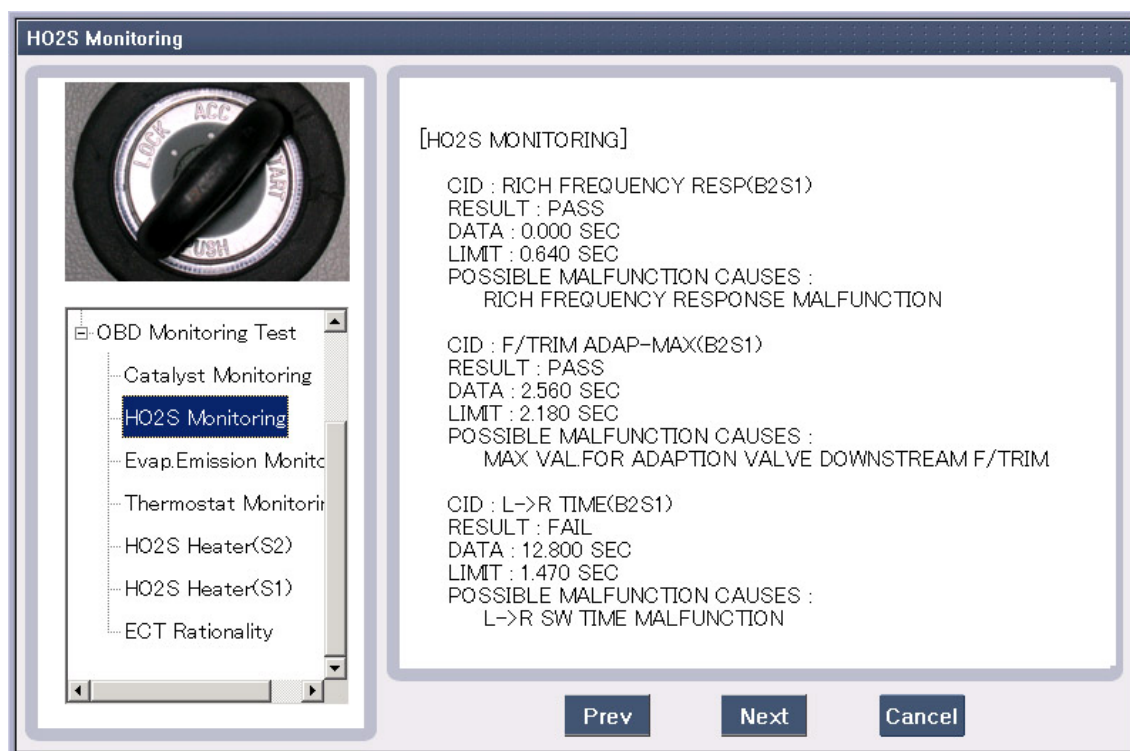 HO2S Monitoring
ACC
LOCK
START
PUSH
OBD Monitoring Test
Catalyst Monitoring
HO2S Monitoring
Evap.Emission Monito
Thermostat Monitorin
HO2S Heater(S2)
HO2S Heater(S1)
ECT Rationality
[HO2S MONITORING]
CID : RICH FREQUENCY RESP(B2S1)
RESULT : PASS
DATA : 0.000 SEC
LIMIT : 0.640 SEC
POSSIBLE MALFUNCTION CAUSES :
RICH FREQUENCY RESPONSE MALFUNCTION
CID : F/TRIM ADAP-MAX(B2S1)
RESULT : PASS
DATA : 2.560 SEC
LIMIT : 2.180 SEC
POSSIBLE MALFUNCTION CAUSES :
MAX VAL.FOR ADAPTION VALVE DOWNSTREAM F/TRIM
CID : L->R TIME(B2S1)
RESULT : FAIL
DATA : 12.800 SEC
LIMIT : 1.470 SEC
POSSIBLE MALFUNCTION CAUSES :
L->R SW TIME MALFUNCTION
Prev
Next
Cancel